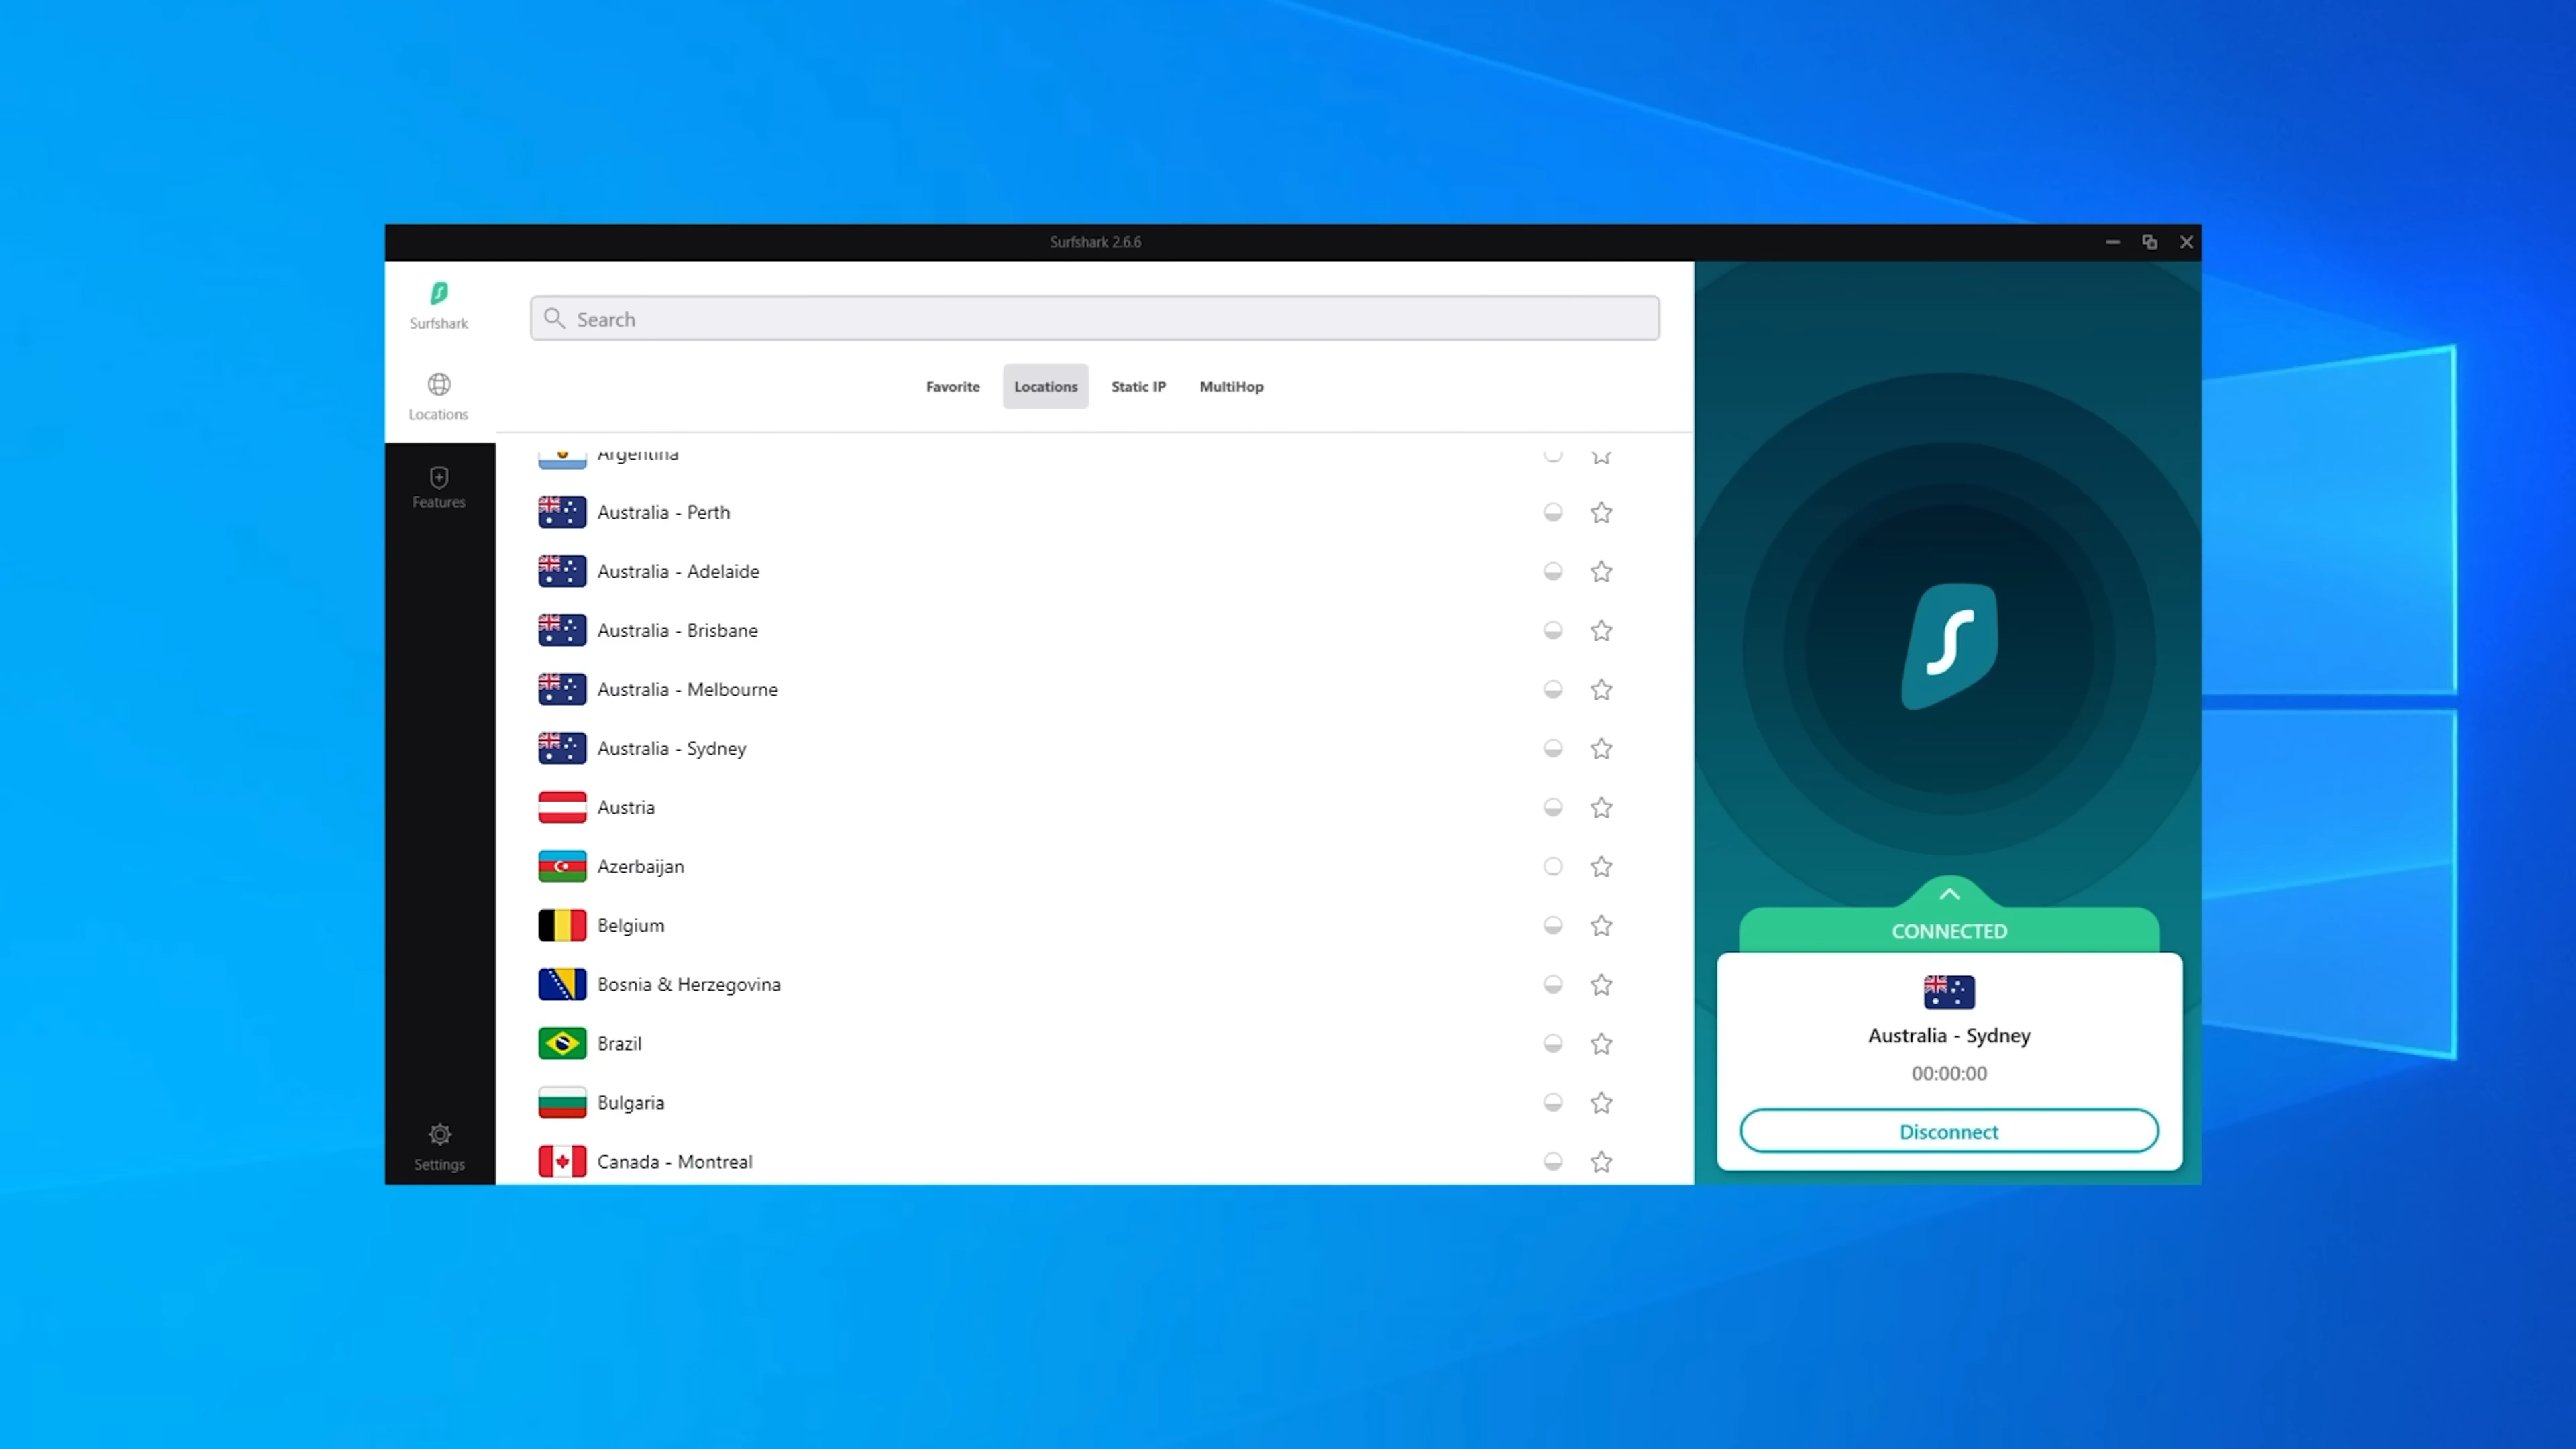 Surfshark 2.6.6
Surfshark
Locations
Features
Settings
Search
Favorite Locations Static IP MultiHop
Argentina
Australia - Perth
Australia - Adelaide
Australia - Brisbane
Australia - Melbourne
Australia - Sydney
Austria
Azerbaijan
Belgium
Bosnia & Herzegovina
Brazil
Bulgaria
Canada - Montreal
CONNECTED
Australia - Sydney
00:00:00
Disconnect